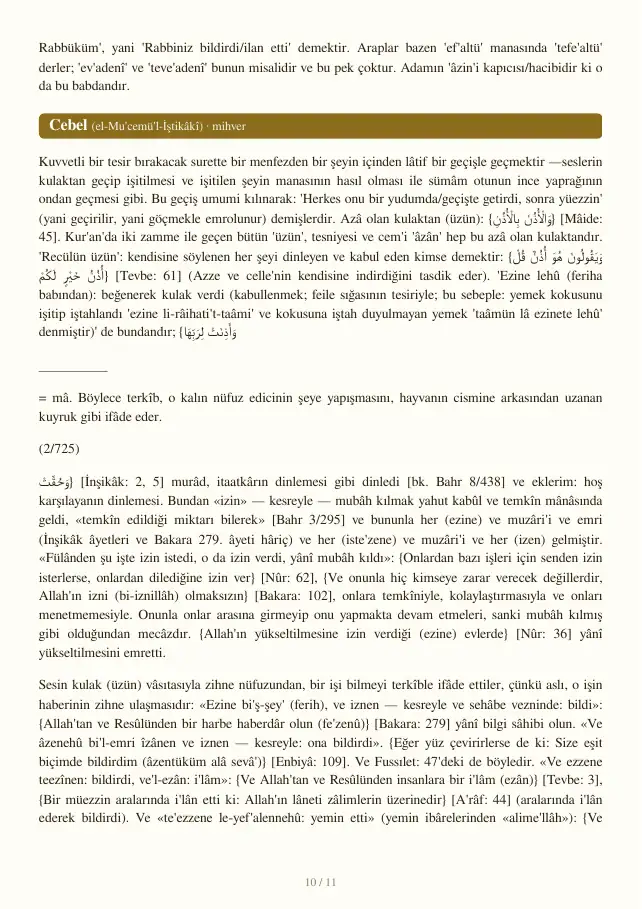 Rabbüküm', yani 'Rabbiniz bildirdi/ilan etti' demektir. Araplar bazen 'ef'altü' manasında 'tefe'altü'
derler; 'ev'adenî' ve 'teve'adenî' bunun misalidir ve bu pek çoktur. Adamın 'âzin'i kapıcısı/hacibidir ki o
da bu babdandır.
Cebel (el-Mu'cemü'l-İştikâkî) · mihver
Kuvvetli bir tesir bırakacak surette bir menfezden bir şeyin içinden lâtif bir geçişle geçmektir —seslerin
kulaktan geçip işitilmesi ve işitilen şeyin manasının hasıl olması ile sümâm otunun ince yaprağının
ondan geçmesi gibi. Bu geçiş umumi kılınarak: 'Herkes onu bir yudumda/geçişte getirdi, sonra yüezzin'
(yani geçirilir, yani göçmekle emrolunur) demişlerdir. Azâ olan kulaktan (üzün): {وَالْأُذُنَ بِالْأُذُنِ} [Mâide:
45]. Kur'an'da iki zamme ile geçen bütün 'üzün', tesniyesi ve cem'i 'âzân' hep bu azâ olan kulaktandır.
'Recülün üzün': kendisine söylenen her şeyi dinleyen ve kabul eden kimse demektir: {وَيَقُولُونَ هُوَ أُذُنٌ قُلْ
أُذُنُ خَيْرٍ لَكُمْ} [Tevbe: 61] (Azze ve celle'nin kendisine indirdiğini tasdik eder). 'Ezine lehû (feriha
babından): beğenerek kulak verdi (kabullenmek; feile sığasının tesiriyle; bu sebeple: yemek kokusunu
işitip iştahlandı 'ezine li-râihati't-taâmi' ve kokusuna iştah duyulmayan yemek 'taâmün lâ ezinete lehû'
denmiştir)' de bundandır; {وَأَذِنَتْ لِرَبِّهَا
= mâ. Böylece terkîb, o kalın nüfuz edicinin şeye yapışmasını, hayvanın cismine arkasından uzanan
kuyruk gibi ifâde eder.
(2/725)
وَحُقَّتْ} [İnşikâk: 2, 5] murâd, itaatkârın dinlemesi gibi dinledi [bk. Bahr 8/438] ve eklerim: hoş
karşılayanın dinlemesi. Bundan «izin» — kesreyle — mubâh kılmak yahut kabûl ve temkîn mânâsında
geldi, «temkîn edildiği miktarı bilerek» [Bahr 3/295] ve bununla her (ezine) ve muzâri'i ve emri
(İnşikâk âyetleri ve Bakara 279. âyeti hâriç) ve her (iste'zene) ve muzâri'i ve her (izen) gelmiştir.
«Fülânden şu işte izin istedi, o da izin verdi, yânî mubâh kıldı»: {Onlardan bazı işleri için senden izin
isterlerse, onlardan dilediğine izin ver} [Nûr: 62], {Ve onunla hiç kimseye zarar verecek değillerdir,
Allah'ın izni (bi-iznillâh) olmaksızın} [Bakara: 102], onlara temkîniyle, kolaylaştırmasıyla ve onları
menetmemesiyle. Onunla onlar arasına girmeyip onu yapmakta devam etmeleri, sanki mubâh kılmış
gibi olduğundan mecâzdır. {Allah'ın yükseltilmesine izin verdiği (ezine) evlerde} [Nûr: 36] yânî
yükseltilmesini emretti.
Sesin kulak (üzün) vâsıtasıyla zihne nüfuzundan, bir işi bilmeyi terkîble ifâde ettiler, çünkü aslı, o işin
haberinin zihne ulaşmasıdır: «Ezine bi'ş-şey' (ferih), ve iznen — kesreyle ve sehâbe vezninde: bildi»:
{Allah'tan ve Resûlünden bir harbe haberdâr olun (fe'zenû)} [Bakara: 279] yânî bilgi sâhibi olun. «Ve
âzenehû bi'l-emri îzânen ve iznen — kesreyle: ona bildirdi». {Eğer yüz çevirirlerse de ki: Size eşit
biçimde bildirdim (âzentüküm alâ sevâ')} [Enbiyâ: 109]. Ve Fussılet: 47'deki de böyledir. «Ve ezzene
teezînen: bildirdi, ve'l-ezân: i'lâm»: {Ve Allah'tan ve Resûlünden insanlara bir i'lâm (ezân)} [Tevbe: 3],
{Bir müezzin aralarında i'lân etti ki: Allah'ın lâneti zâlimlerin üzerinedir} [A'râf: 44] (aralarında i'lân
ederek bildirdi). Ve «te'ezzene le-yef'alennehû: yemin etti» (yemin ibârelerinden «alime'llâh»): {Ve
10 / 11